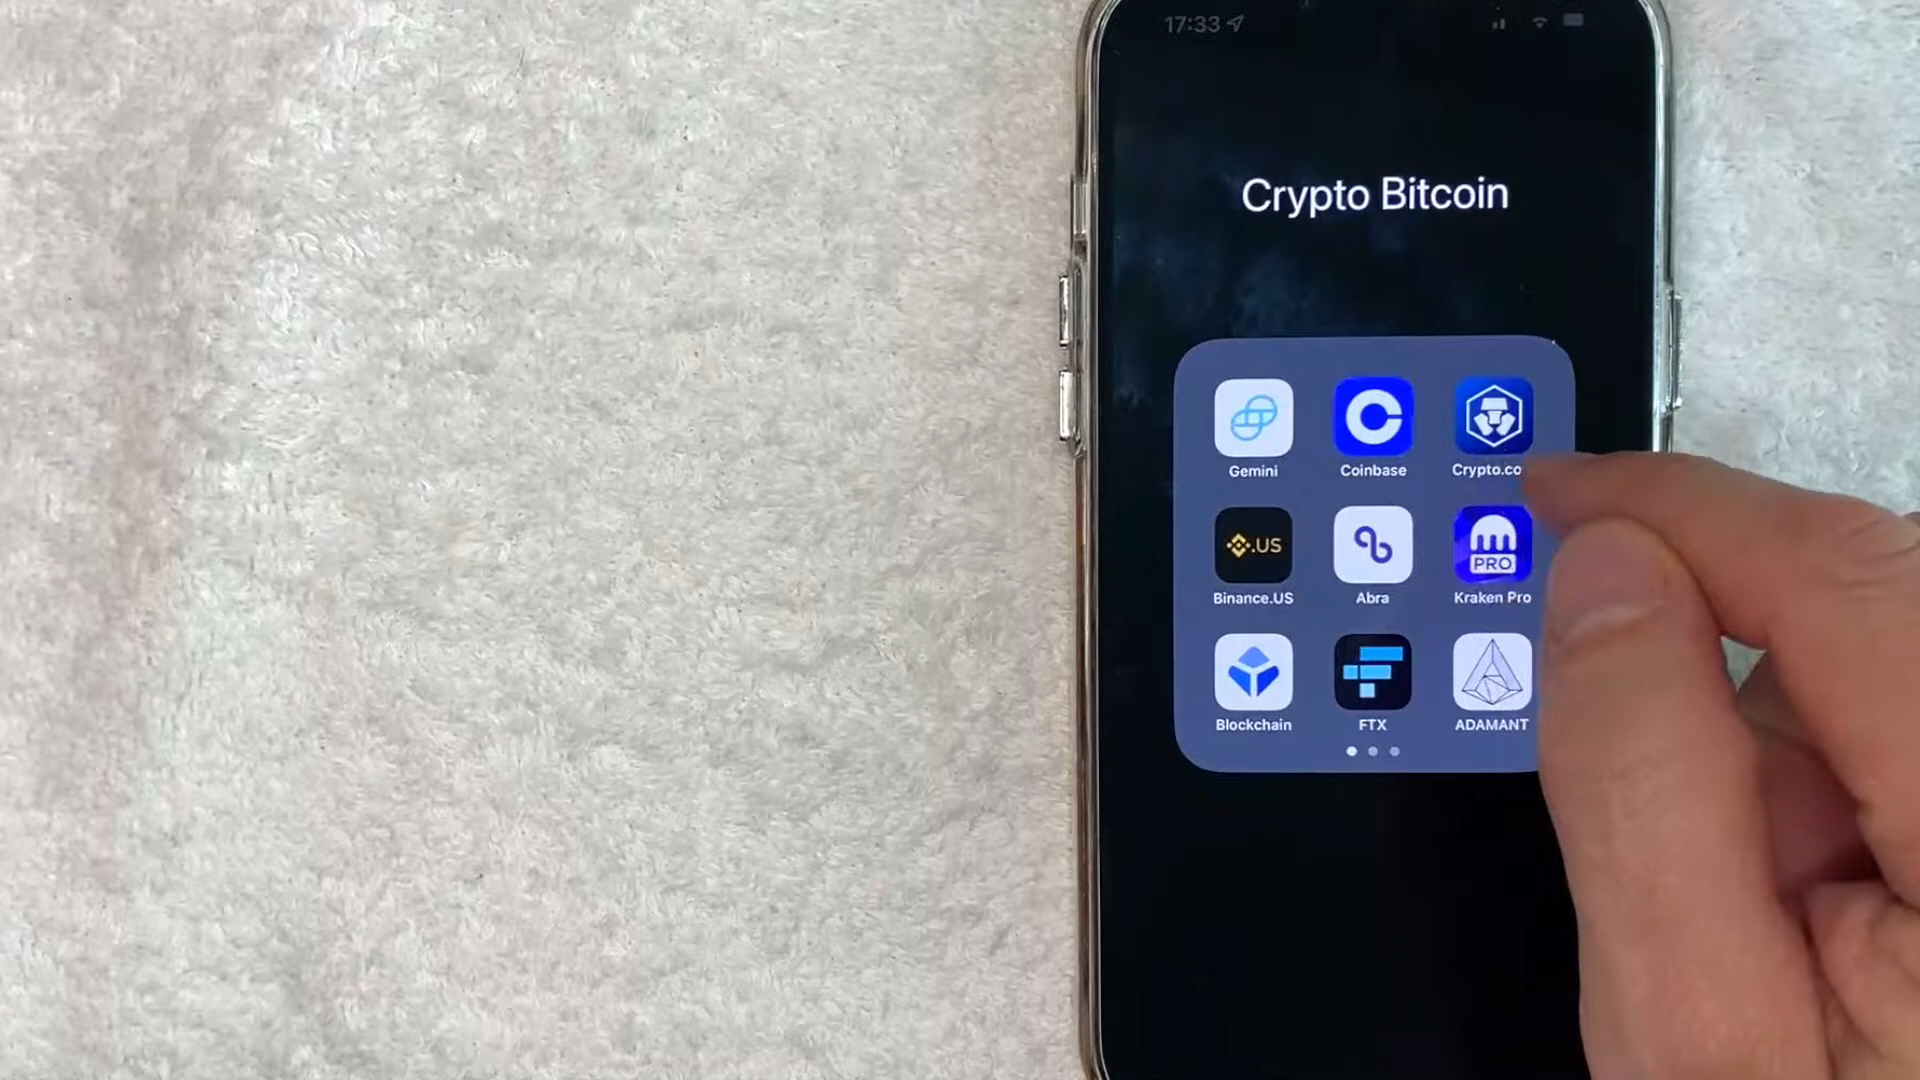 17:33
Crypto Bitcoin
Gemini
Coinbase
Crypto.co
.US
PRO
Binance.US
Abra
Kraken Pro
Blockchain
FTX
ADAMANT